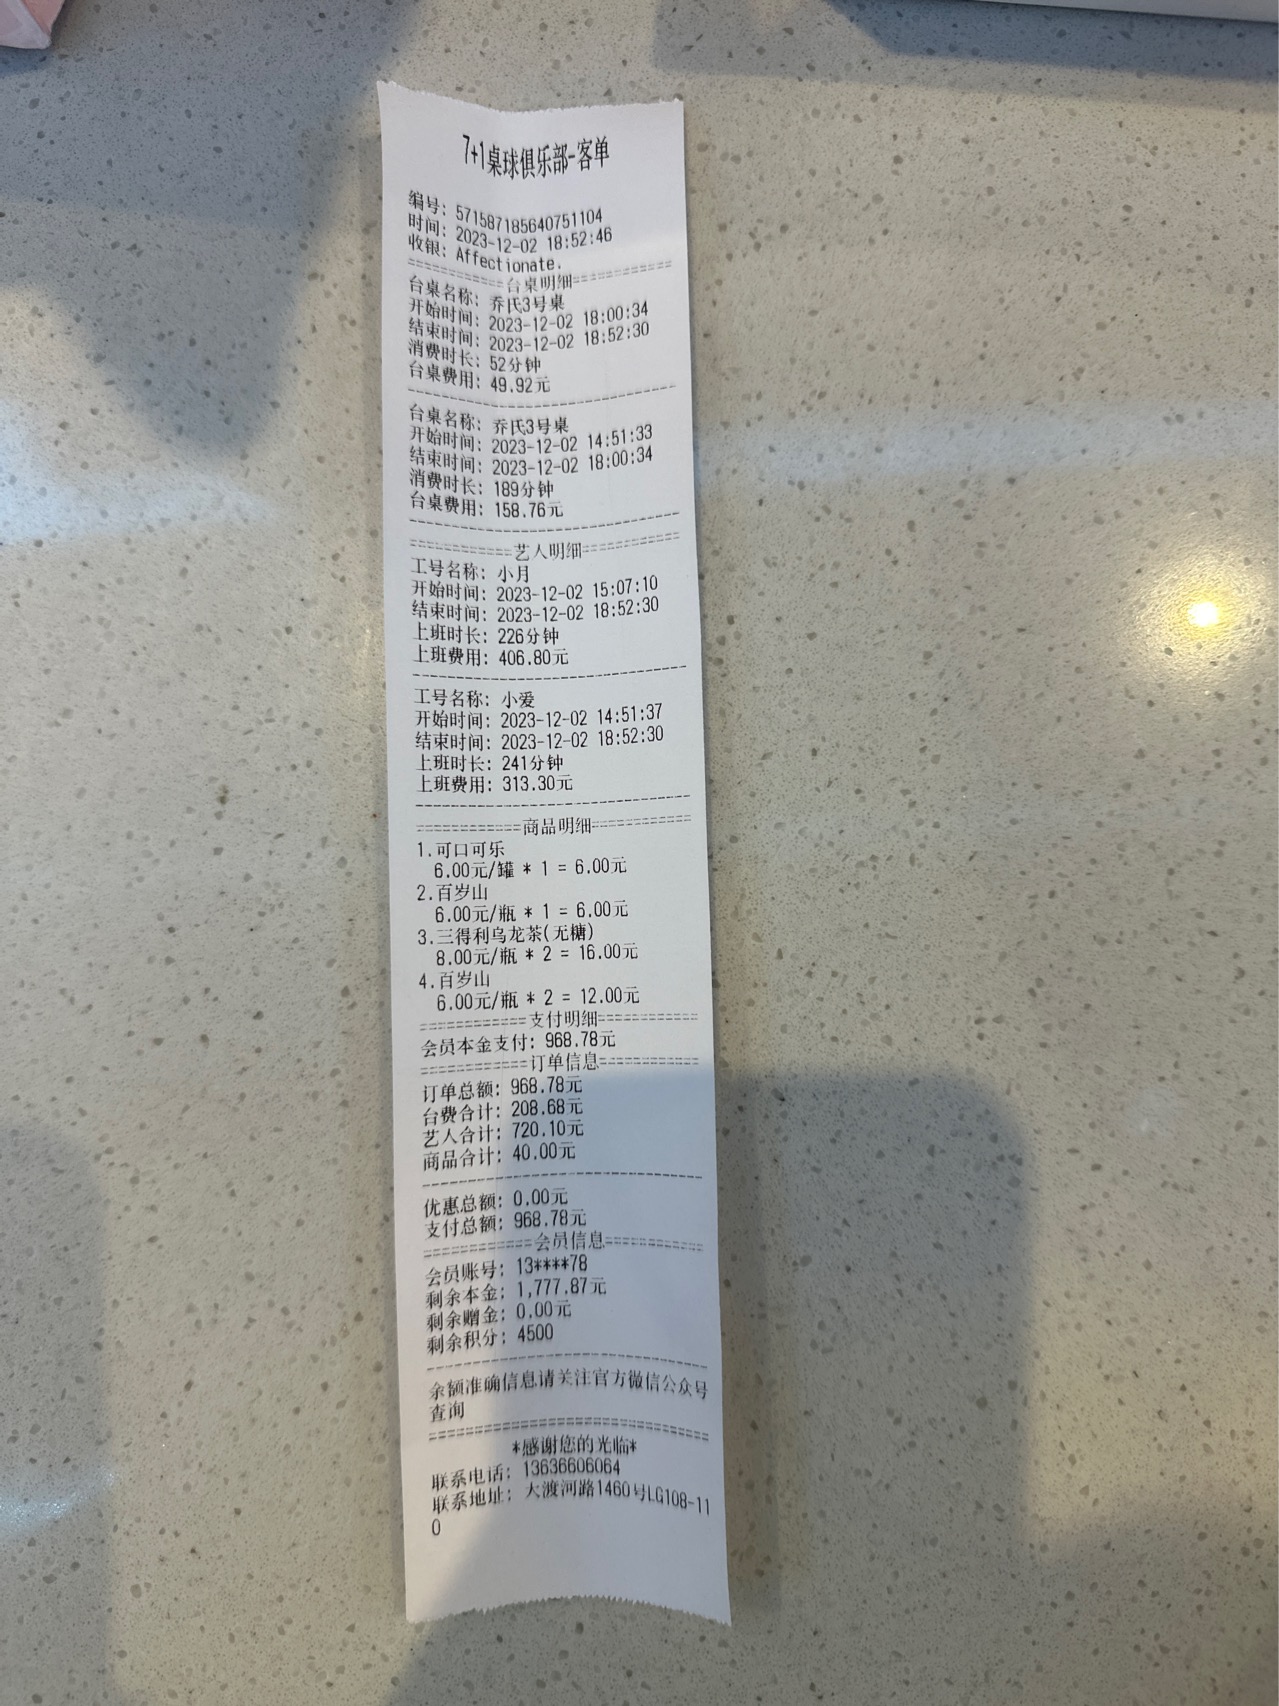 7+1桌球俱乐部-客单
编号: 571587185640751104
时间: 2023-12-02 18:52:46
收银: Affectionate.
===========台桌明细===========
台桌名称: 乔氏3号桌
开始时间: 2023-12-02 18:00:34
结束时间: 2023-12-02 18:52:30
消费时长: 52分钟
台桌费用: 49.92元
--------------------------------
台桌名称: 乔氏3号桌
开始时间: 2023-12-02 14:51:33
结束时间: 2023-12-02 18:00:34
消费时长: 189分钟
台桌费用: 158.76元
--------------------------------
===========艺人明细===========
工号名称: 小月
开始时间: 2023-12-02 15:07:10
结束时间: 2023-12-02 18:52:30
上班时长: 226分钟
上班费用: 406.80元
--------------------------------
工号名称: 小爱
开始时间: 2023-12-02 14:51:37
结束时间: 2023-12-02 18:52:30
上班时长: 241分钟
上班费用: 313.30元
--------------------------------
===========商品明细===========
1.可口可乐
6.00元/罐 * 1 = 6.00元
2.百岁山
6.00元/瓶 * 1 = 6.00元
3.三得利乌龙茶(无糖)
8.00元/瓶 * 2 = 16.00元
4.百岁山
6.00元/瓶 * 2 = 12.00元
===========支付明细===========
会员本金支付: 968.78元
===========订单信息===========
订单总额: 968.78元
台费合计: 208.68元
艺人合计: 720.10元
商品合计: 40.00元
--------------------------------
优惠总额: 0.00元
支付总额: 968.78元
===========会员信息===========
会员账号: 13****78
剩余本金: 1,777.87元
剩余赠金: 0.00元
剩余积分: 4500
--------------------------------
余额准确信息请关注官方微信公众号
查询
================================
*感谢您的光临*
联系电话: 13636606064
联系地址: 大渡河路1460号LG108-11
0